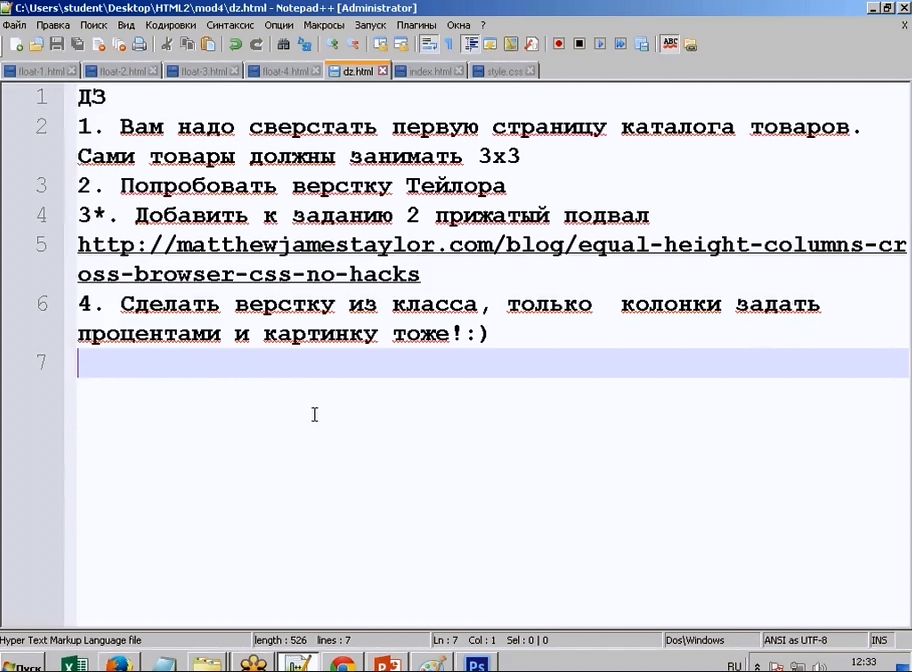 C:\Users\student\Desktop\HTML2\mod4\dz.html - Notepad++ [Administrator]
Файл Правка Поиск Вид Кодировки Синтаксис Опции Макросы Запуск Плагины Окна ? X
ABC
float-1.html float-2.html float-3.html float-4.html dz.html index.html style.css
1 ДЗ
2 1. Вам надо сверстать первую страницу каталога товаров.
Сами товары должны занимать 3x3
3 2. Попробовать верстку Тейлора
4 3*. Добавить к заданию 2 прижатый подвал
5 http://matthewjamestaylor.com/blog/equal-height-columns-cr
oss-browser-css-no-hacks
6 4. Сделать верстку из класса, только колонки задать
процентами и картинку тоже!:)
7
Hyper Text Markup Language file length : 526 lines : 7 Ln : 7 Col : 1 Sel : 0 | 0 Dos\Windows ANSI as UTF-8 INS
Пуск Ps RU 12:33